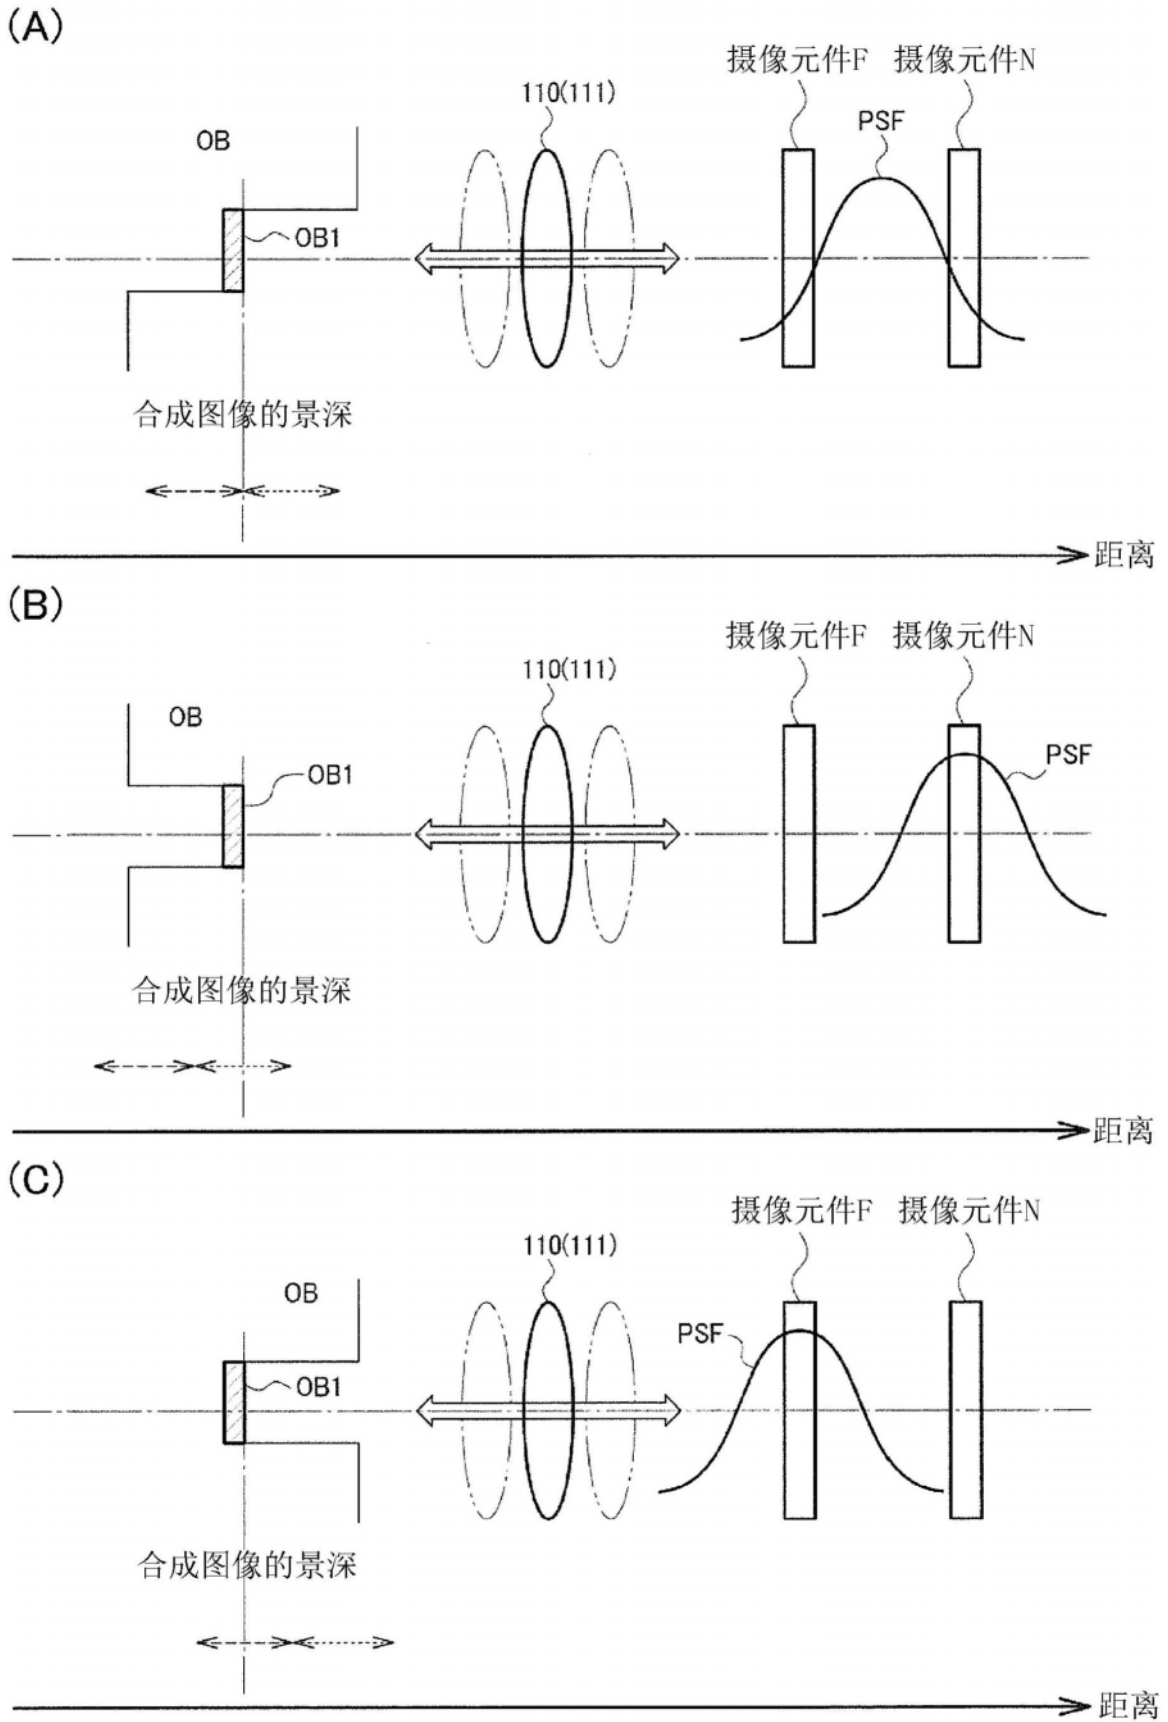 (A)
摄像元件F 摄像元件N
110(111)
PSF
OB
OB1
合成图像的景深
距离
(B)
摄像元件F 摄像元件N
110(111)
OB
PSF
OB1
合成图像的景深
距离
(C)
摄像元件F 摄像元件N
110(111)
OB
PSF
OB1
合成图像的景深
距离